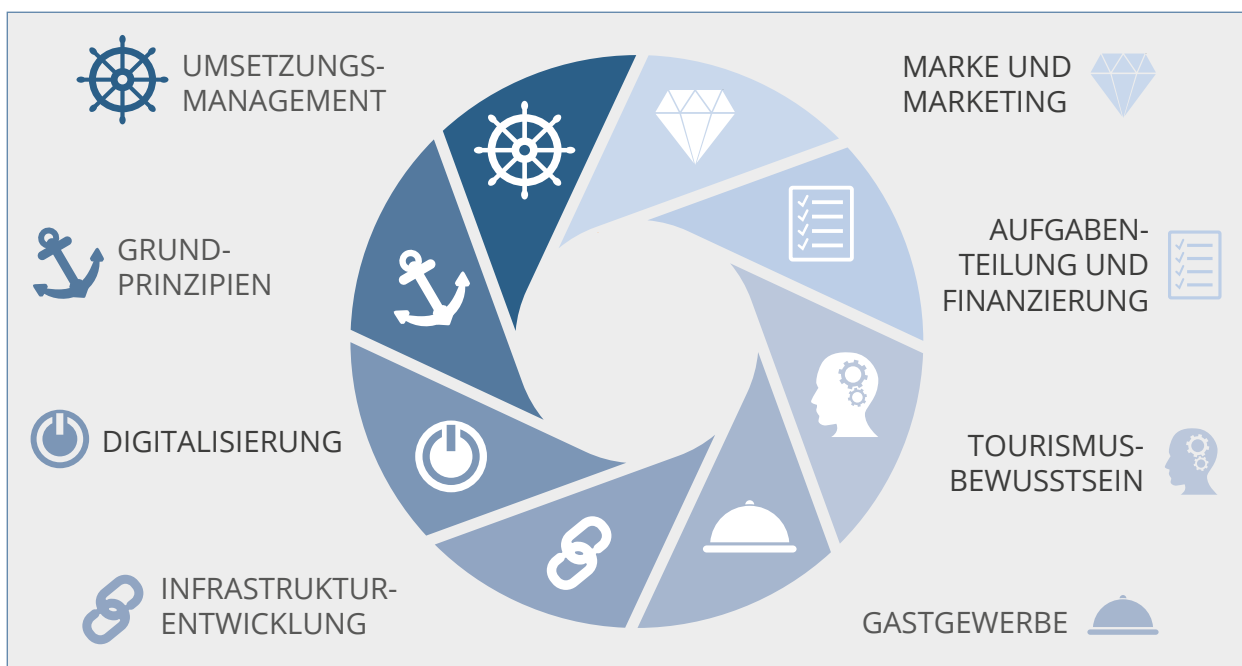 UMSETZUNGS-
MANAGEMENT
MARKE UND
MARKETING
GRUND-
PRINZIPIEN
AUFGABEN-
TEILUNG UND
FINANZIERUNG
DIGITALISIERUNG
TOURISMUS-
BEWUSSTSEIN
INFRASTRUKTUR-
ENTWICKLUNG
GASTGEWERBE